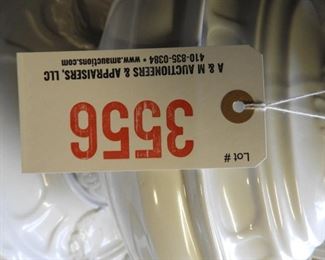 Lot #
3556
A & M AUCTIONEERS & APPRAISERS, LLC
410-835-0384 • www.amauctions.com